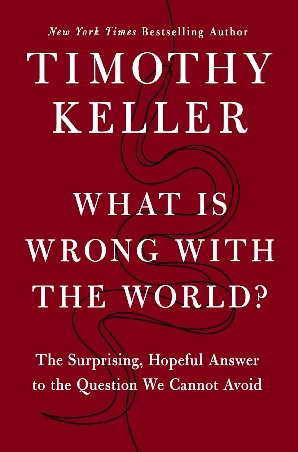 New York Times Bestselling Author
TIMOTHY
KELLER
WHAT IS
WRONG WITH
THE WORLD?
The Surprising, Hopeful Answer
to the Question We Cannot Avoid